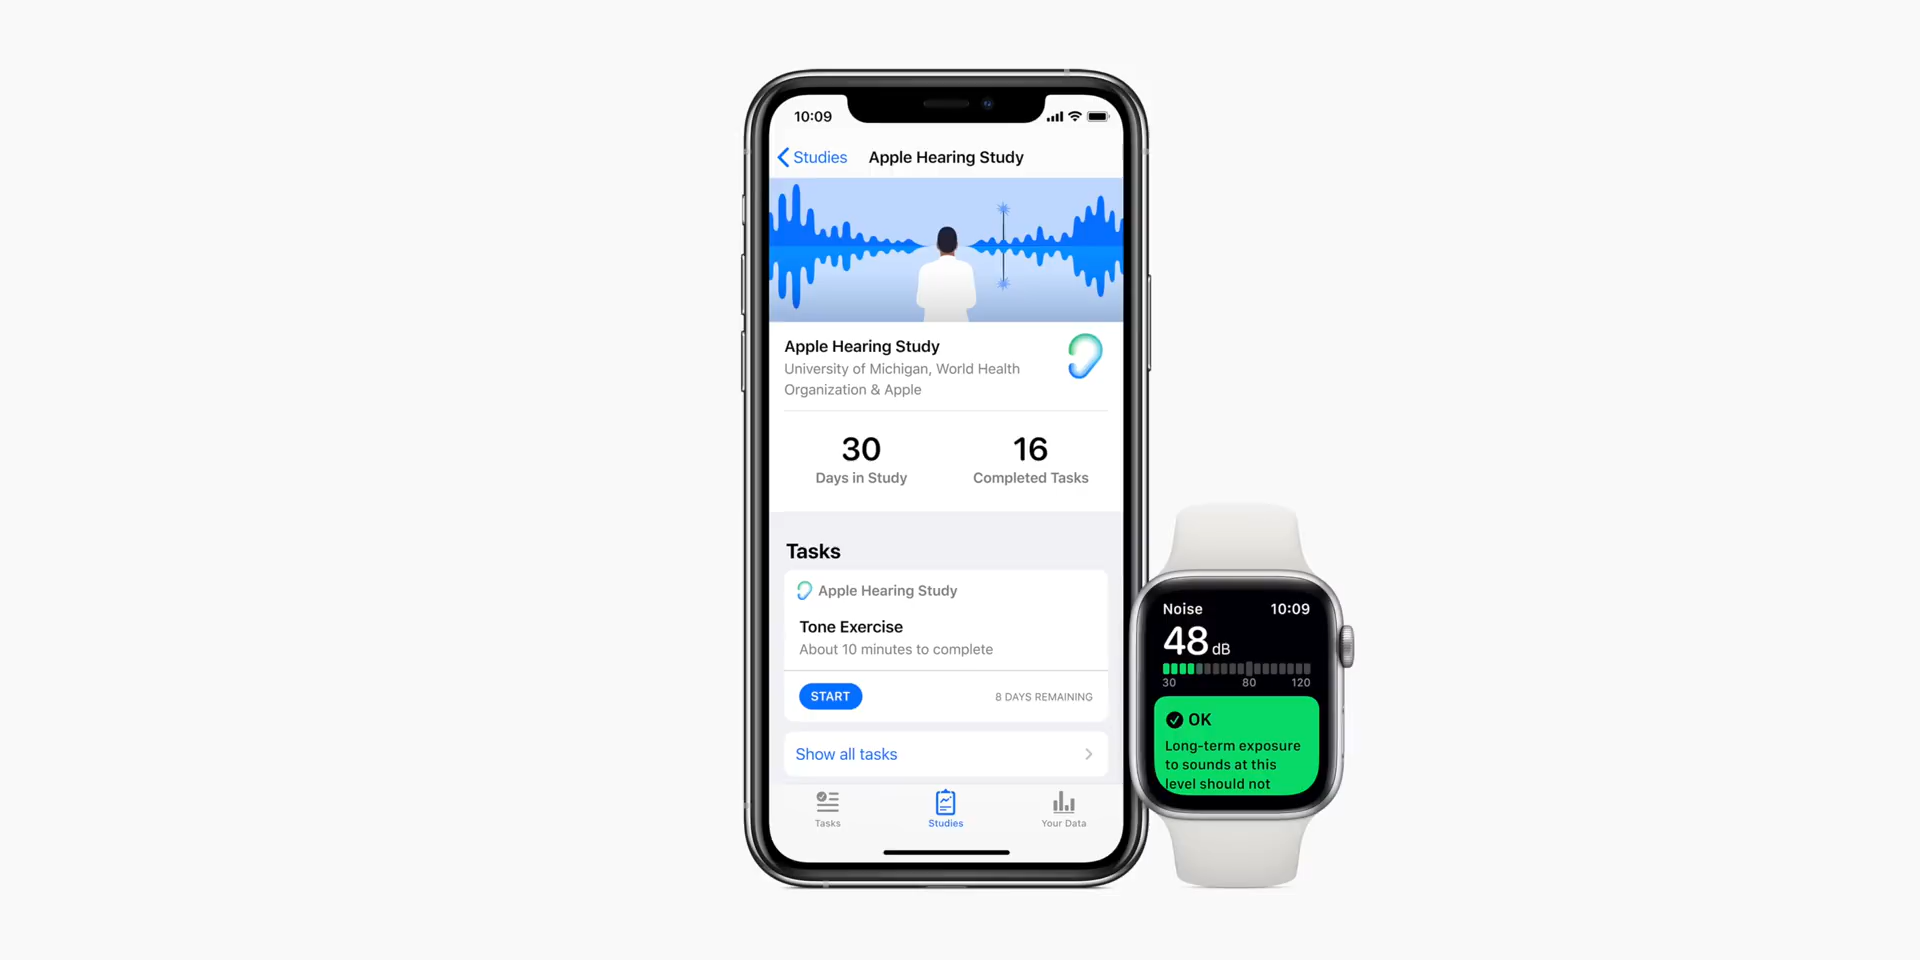 10:09
Studies
Apple Hearing Study
Apple Hearing Study
University of Michigan, World Health
Organization & Apple
30
Days in Study
16
Completed Tasks
Tasks
Apple Hearing Study
Tone Exercise
About 10 minutes to complete
START
8 DAYS REMAINING
Show all tasks
Tasks
Studies
Your Data
Noise
10:09
48 dB
30
80
120
OK
Long-term exposure
to sounds at this
level should not